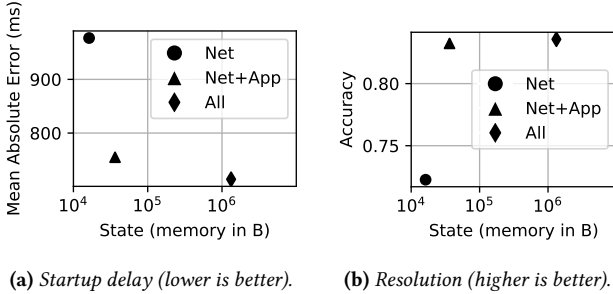 Mean Absolute Error (ms)
900
800
10^4 10^5 10^6
State (memory in B)
Net
Net+App
All
(a) Startup delay (lower is better).
Accuracy
0.80
0.75
10^4 10^5 10^6
State (memory in B)
Net
Net+App
All
(b) Resolution (higher is better).